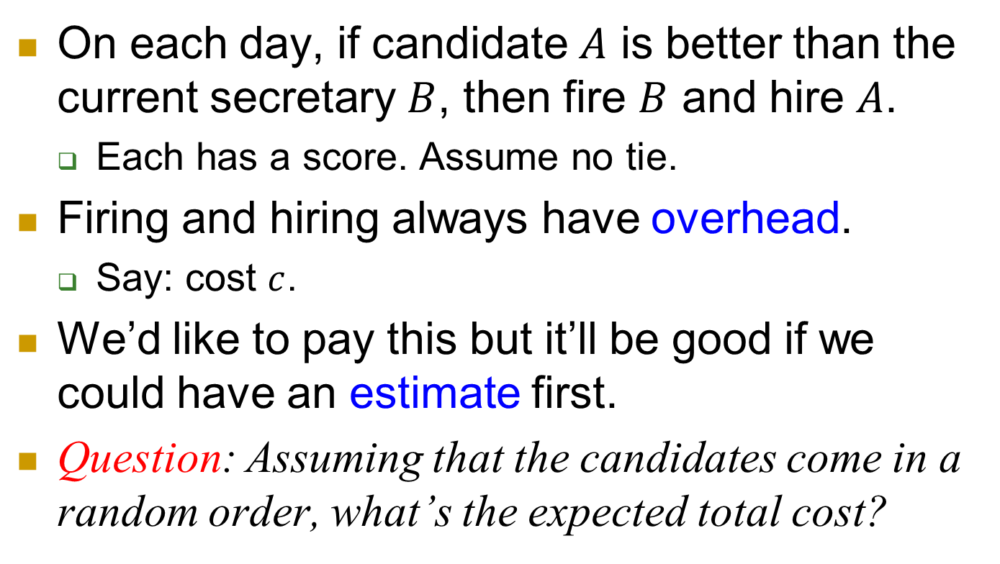 On each day, if candidate A is better than the
current secretary B, then fire B and hire A.
Each has a score. Assume no tie.
Firing and hiring always have overhead.
Say: cost c.
We’d like to pay this but it’ll be good if we
could have an estimate first.
Question: Assuming that the candidates come in a
random order, what’s the expected total cost?